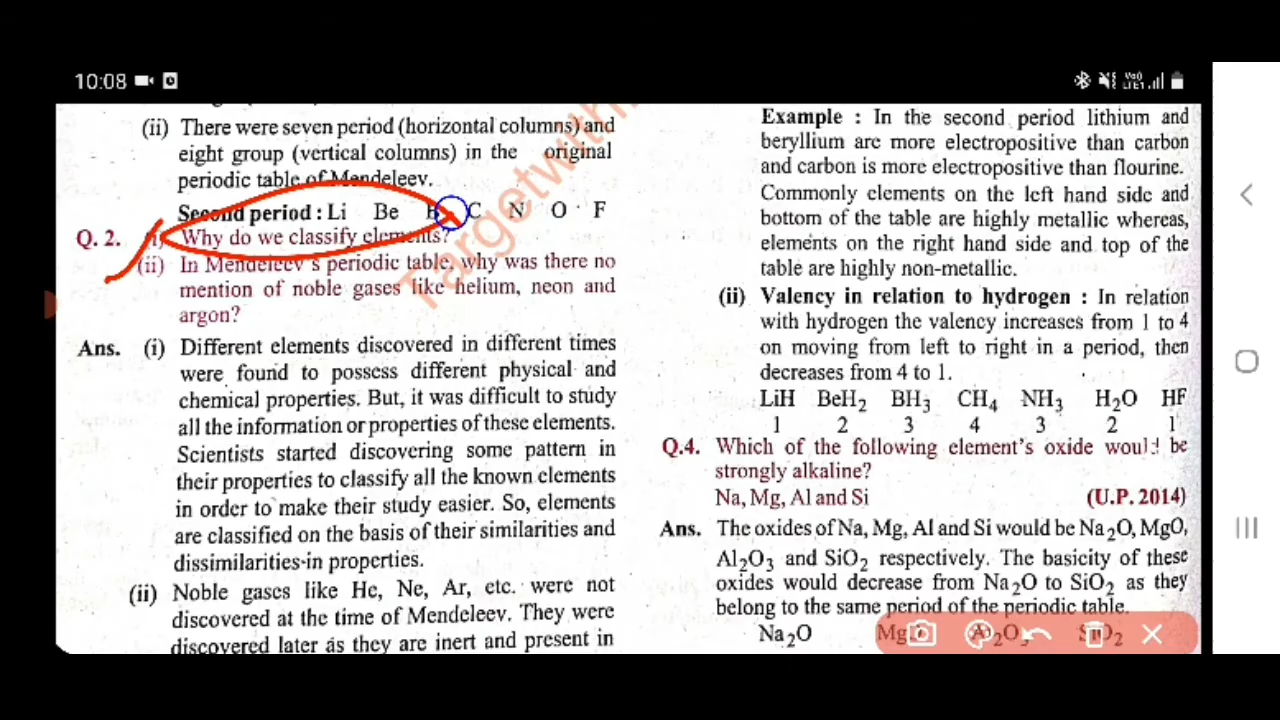 10:08
(ii) There were seven period (horizontal columns) and
eight group (vertical columns) in the original
periodic table of Mendeleev.
Second period : Li Be B C N O F
Q. 2. (i) Why do we classify elements?
(ii) In Mendeleev's periodic table, why was there no
mention of noble gases like helium, neon and
argon?
Ans. (i) Different elements discovered in different times
were found to possess different physical and
chemical properties. But, it was difficult to study
all the information or properties of these elements.
Scientists started discovering some pattern in
their properties to classify all the known elements
in order to make their study easier. So, elements
are classified on the basis of their similarities and
dissimilarities in properties.
(ii) Noble gases like He, Ne, Ar, etc. were not
discovered at the time of Mendeleev. They were
discovered later as they are inert and present in
Targetwith
Example : In the second period lithium and
beryllium are more electropositive than carbon
and carbon is more electropositive than flourine.
Commonly elements on the left hand side and
bottom of the table are highly metallic whereas,
elements on the right hand side and top of the
table are highly non-metallic.
(ii) Valency in relation to hydrogen : In relation
with hydrogen the valency increases from 1 to 4
on moving from left to right in a period, then
decreases from 4 to 1.
LiH BeH₂ BH₃ CH₄ NH₃ H₂O HF
1 2 3 4 3 2 1
Q.4. Which of the following element's oxide would be
strongly alkaline?
Na, Mg, Al and Si (U.P. 2014)
Ans. The oxides of Na, Mg, Al and Si would be Na₂O, MgO,
Al₂O₃ and SiO₂ respectively. The basicity of these
oxides would decrease from Na₂O to SiO₂ as they
belong to the same period of the periodic table.
Na₂O MgO Al₂O₃ SiO₂